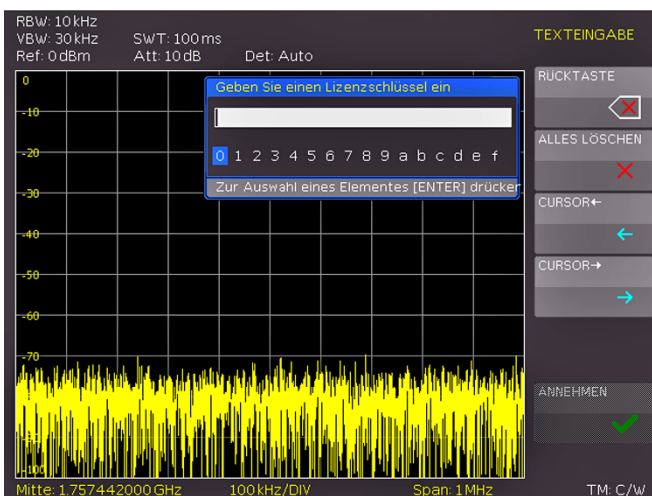 RBW: 10 kHz
VBW: 30 kHz SWT: 100 ms
Ref: 0 dBm Att: 10 dB Det: Auto
TEXTEINGABE
0
-10
-20
-30
-40
-50
-60
-70
-100
Geben Sie einen Lizenzschlüssel ein
0 1 2 3 4 5 6 7 8 9 a b c d e f
Zur Auswahl eines Elementes [ENTER] drücken
RÜCKTASTE
ALLES LÖSCHEN
CURSOR←
CURSOR→
ANNEHMEN
Mitte: 1.757442000 GHz 100 kHz/DIV Span: 1 MHz TM: C/W